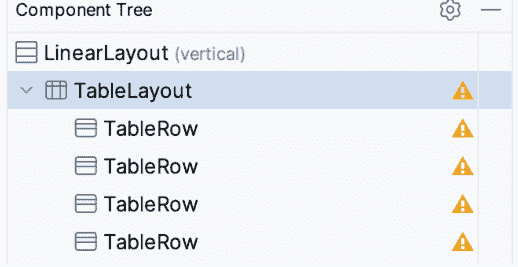 Component Tree
LinearLayout (vertical)
TableLayout
TableRow
TableRow
TableRow
TableRow